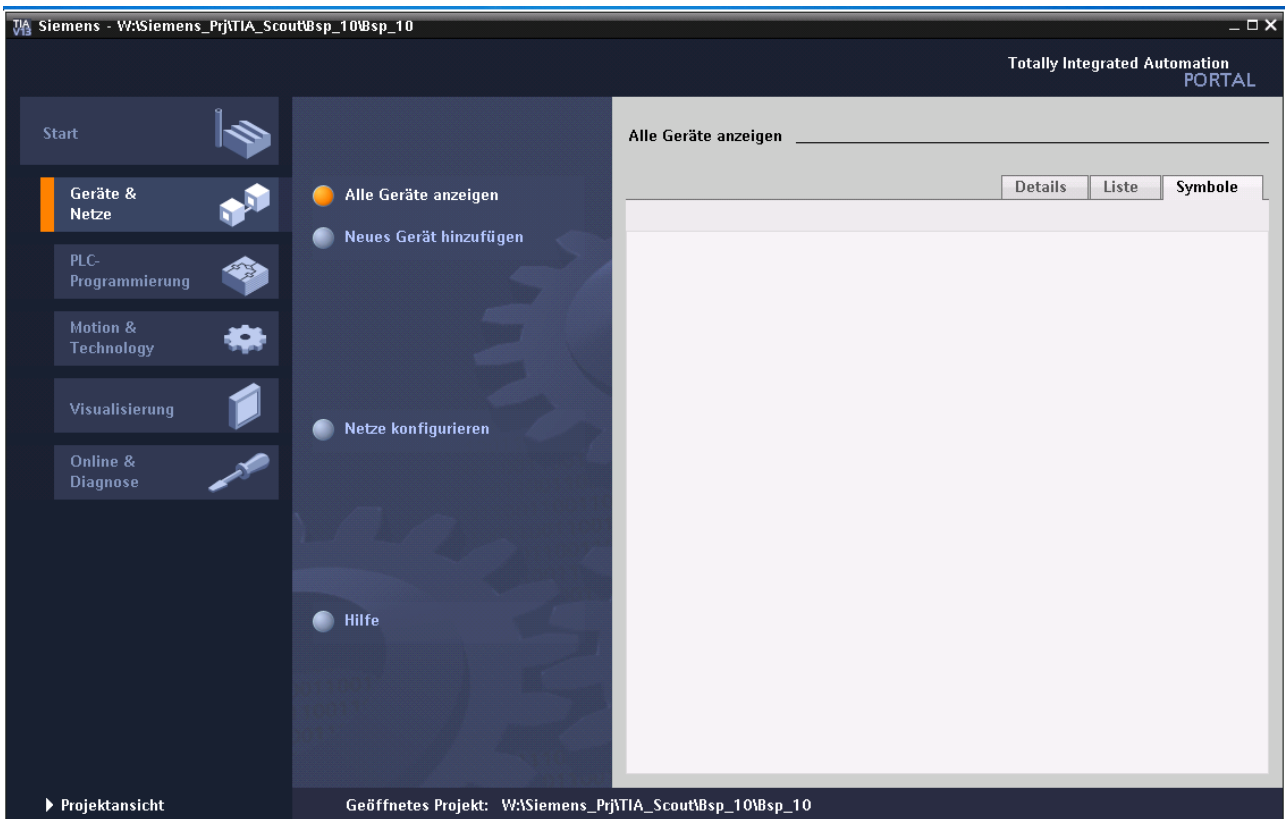 TIA V13 Siemens - W:\Siemens_Prj\TIA_Scout\Bsp_10\Bsp_10
Totally Integrated Automation
PORTAL
Start
Geräte &
Netze
PLC-
Programmierung
Motion &
Technology
Visualisierung
Online &
Diagnose
Alle Geräte anzeigen
Neues Gerät hinzufügen
Netze konfigurieren
Hilfe
Alle Geräte anzeigen
Details
Liste
Symbole
Projektansicht
Geöffnetes Projekt: W:\Siemens_Prj\TIA_Scout\Bsp_10\Bsp_10